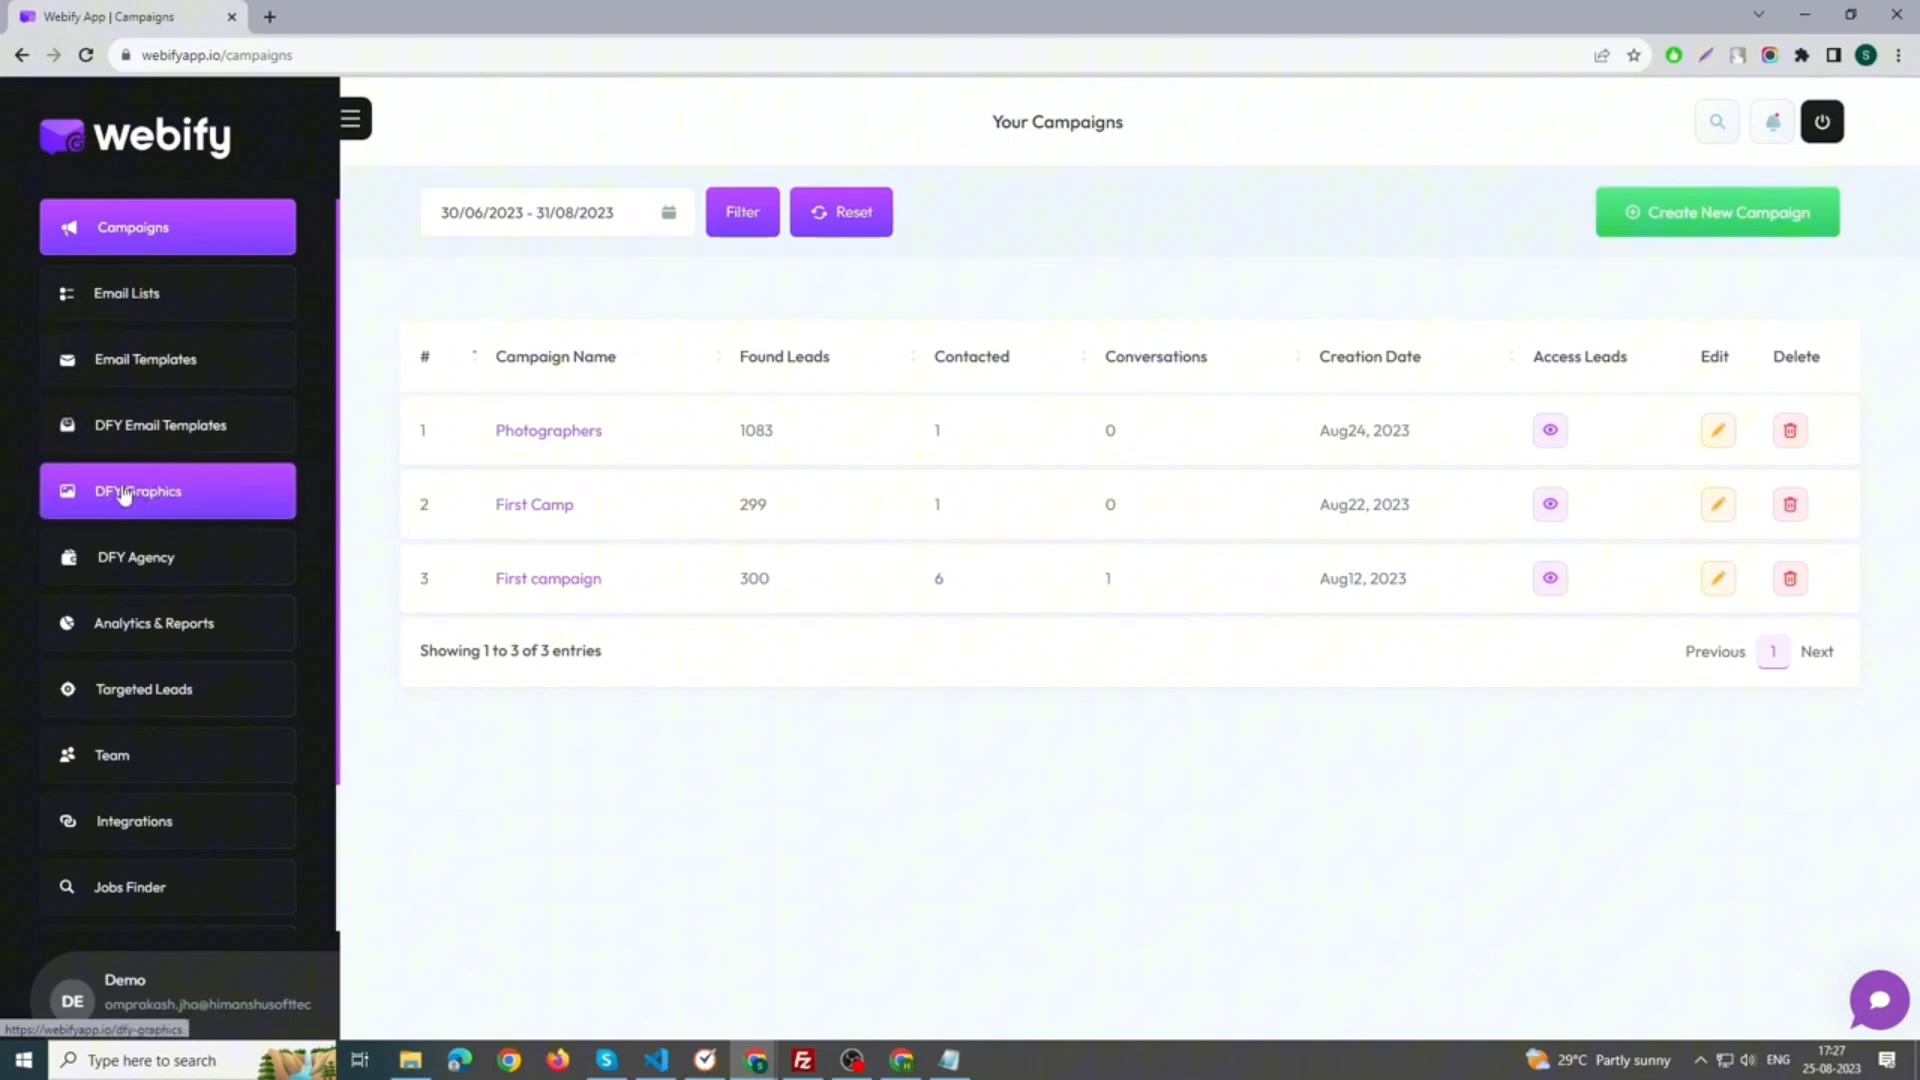 Webify App | Campaigns
webifyapp.io/campaigns
S
webify
Your Campaigns
30/06/2023 - 31/08/2023
Filter
Reset
Create New Campaign
Campaigns
Email Lists
Email Templates
DFY Email Templates
DFY Graphics
DFY Agency
Analytics & Reports
Targeted Leads
Team
Integrations
Jobs Finder
# Campaign Name Found Leads Contacted Conversations Creation Date Access Leads Edit Delete
1 Photographers 1083 1 0 Aug24, 2023
2 First Camp 299 1 0 Aug22, 2023
3 First campaign 300 6 1 Aug12, 2023
Showing 1 to 3 of 3 entries
Previous 1 Next
DE
Demo
omprakash.jha@himanshusofttec
https://webifyapp.io/dfy-graphics
Type here to search
29°C Partly sunny
ENG
17:27
25-08-2023